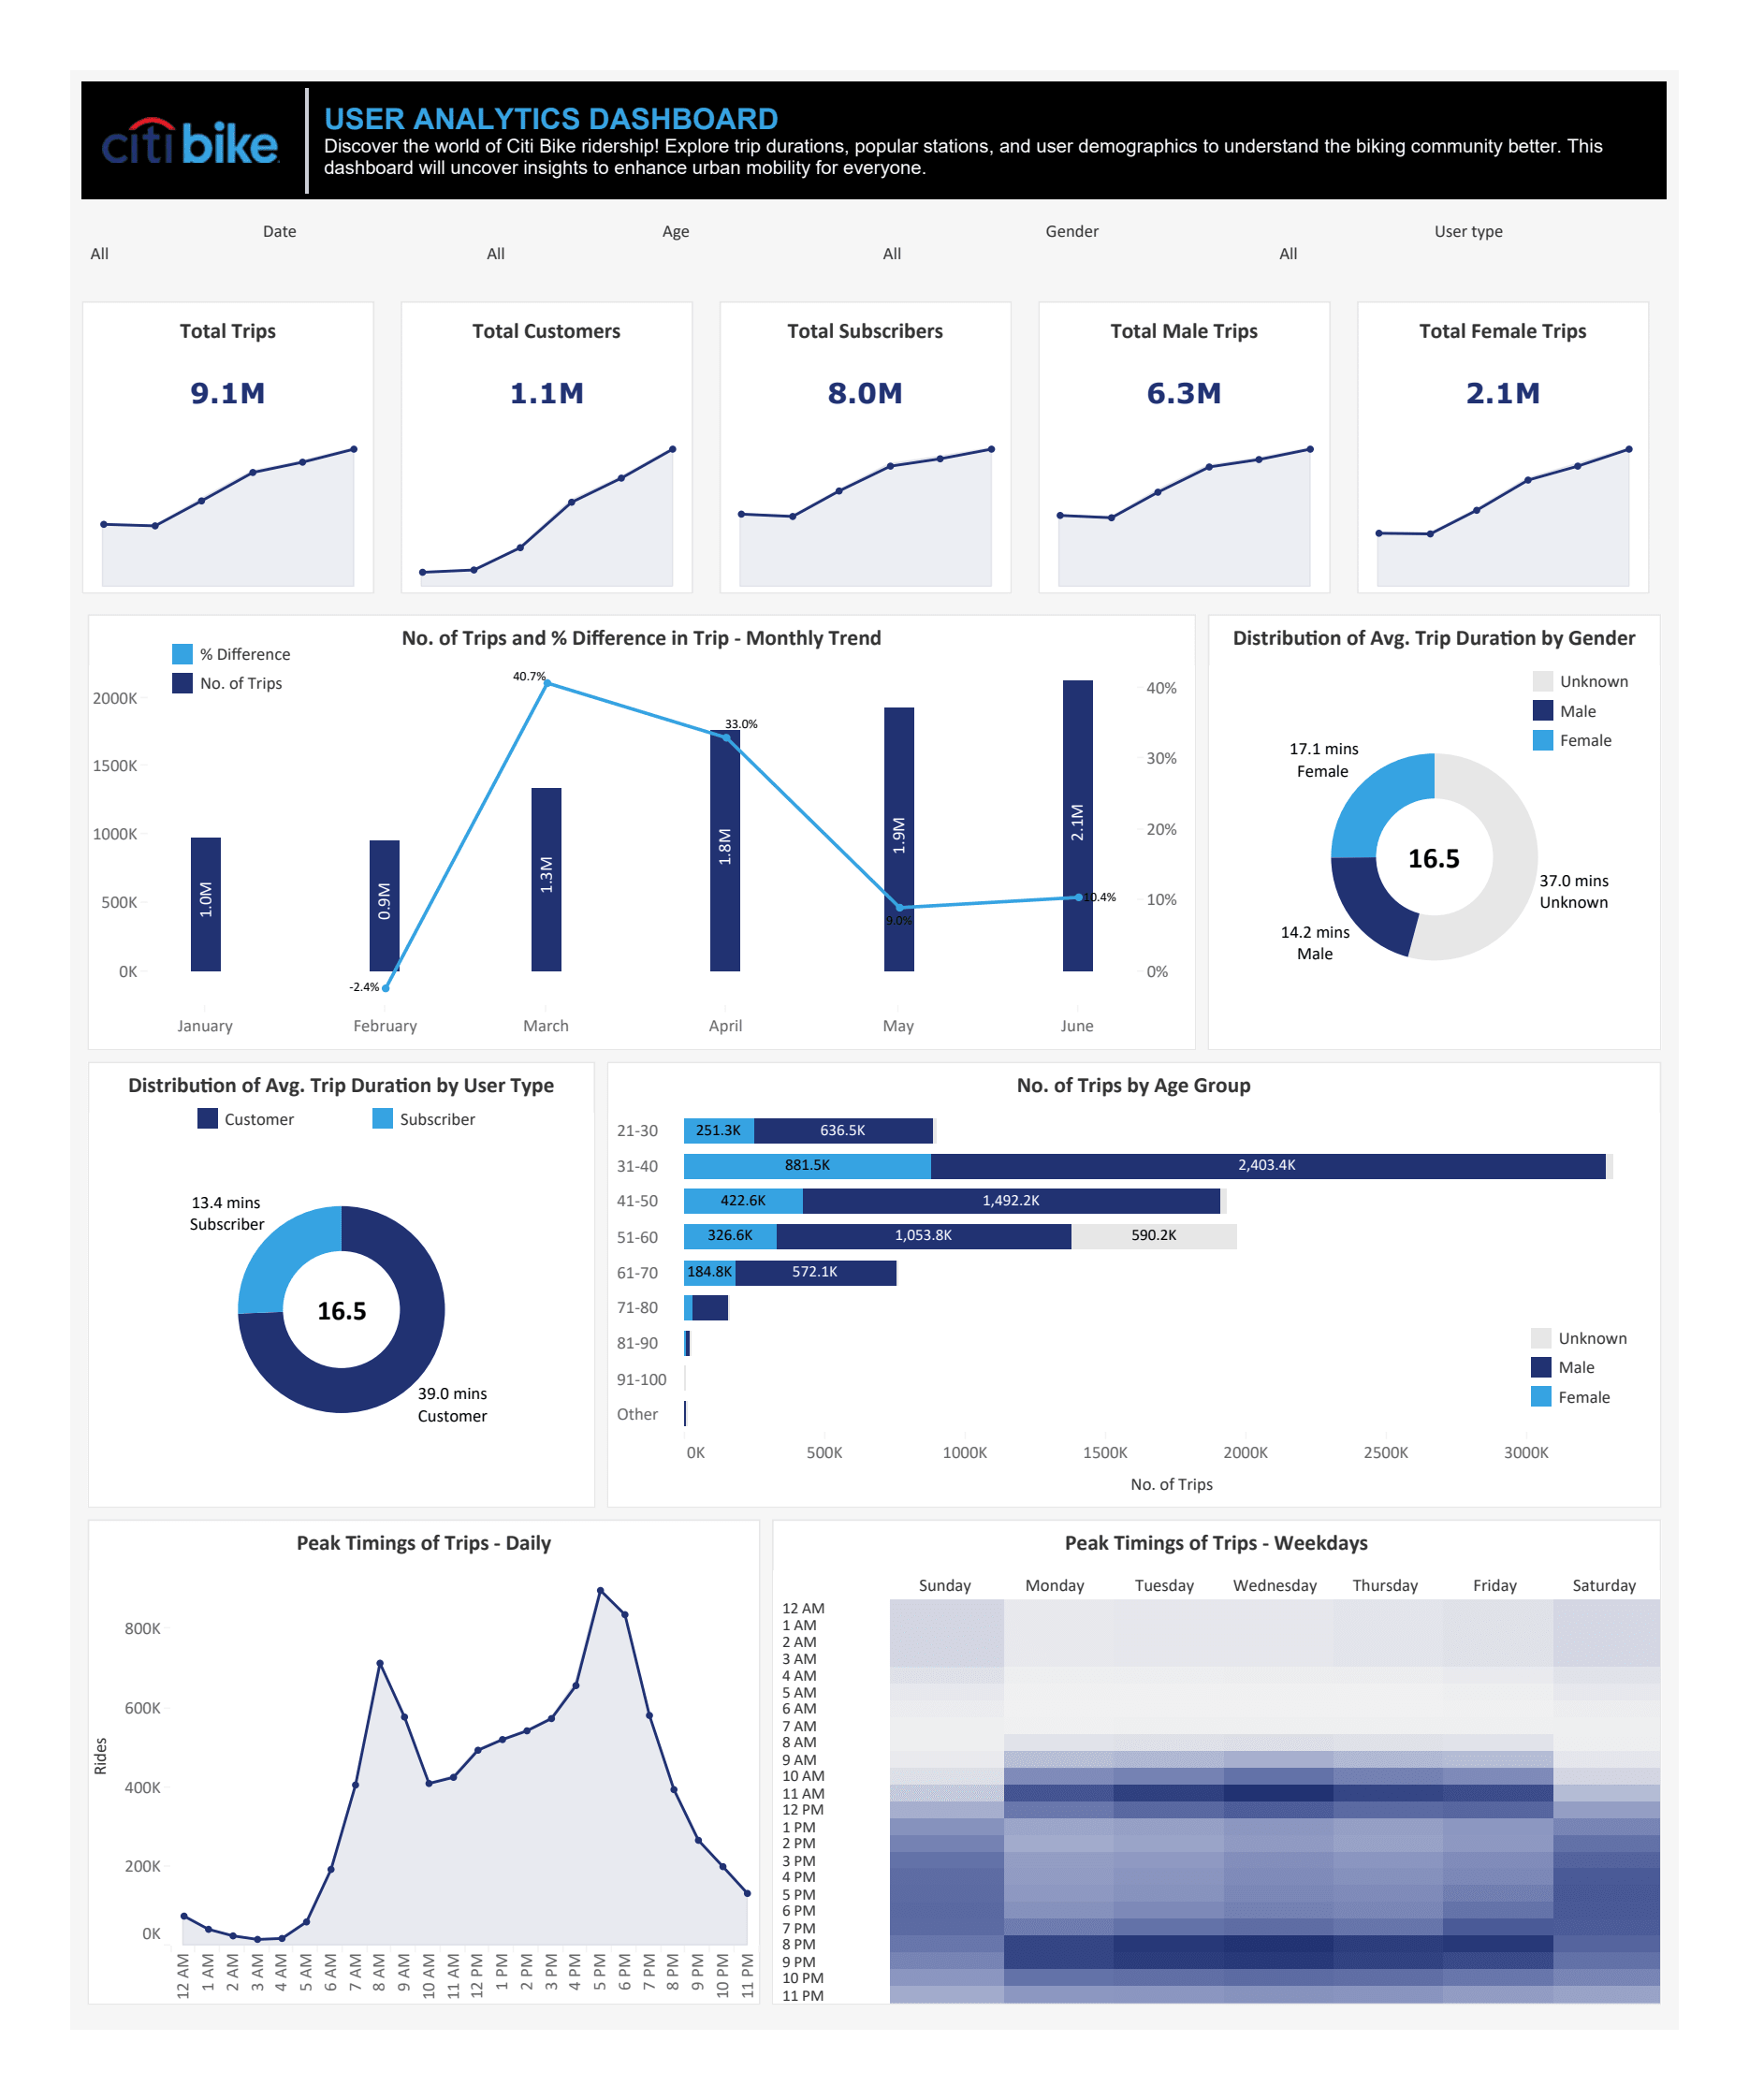 citi bike
USER ANALYTICS DASHBOARD
Discover the world of Citi Bike ridership! Explore trip durations, popular stations, and user demographics to understand the biking community better. This
dashboard will uncover insights to enhance urban mobility for everyone.
Date Age Gender User type
All All All All
Total Trips
9.1M
Total Customers
1.1M
Total Subscribers
8.0M
Total Male Trips
6.3M
Total Female Trips
2.1M
No. of Trips and % Difference in Trip - Monthly Trend
% Difference
No. of Trips
2000K
1500K
1000K
500K
0K
40%
30%
20%
10%
0%
1.0M
0.9M
1.3M
1.8M
1.9M
2.1M
-2.4%
40.7%
33.0%
9.0%
10.4%
January February March April May June
Distribution of Avg. Trip Duration by Gender
Unknown
Male
Female
17.1 mins
Female
16.5
37.0 mins
Unknown
14.2 mins
Male
Distribution of Avg. Trip Duration by User Type
Customer Subscriber
13.4 mins
Subscriber
16.5
39.0 mins
Customer
No. of Trips by Age Group
21-30 251.3K 636.5K
31-40 881.5K 2,403.4K
41-50 422.6K 1,492.2K
51-60 326.6K 1,053.8K 590.2K
61-70 184.8K 572.1K
71-80
81-90
91-100
Other
Unknown
Male
Female
0K 500K 1000K 1500K 2000K 2500K 3000K
No. of Trips
Peak Timings of Trips - Daily
Rides
800K
600K
400K
200K
0K
12 AM 1 AM 2 AM 3 AM 4 AM 5 AM 6 AM 7 AM 8 AM 9 AM 10 AM 11 AM 12 PM 1 PM 2 PM 3 PM 4 PM 5 PM 6 PM 7 PM 8 PM 9 PM 10 PM 11 PM
Peak Timings of Trips - Weekdays
Sunday Monday Tuesday Wednesday Thursday Friday Saturday
12 AM
1 AM
2 AM
3 AM
4 AM
5 AM
6 AM
7 AM
8 AM
9 AM
10 AM
11 AM
12 PM
1 PM
2 PM
3 PM
4 PM
5 PM
6 PM
7 PM
8 PM
9 PM
10 PM
11 PM